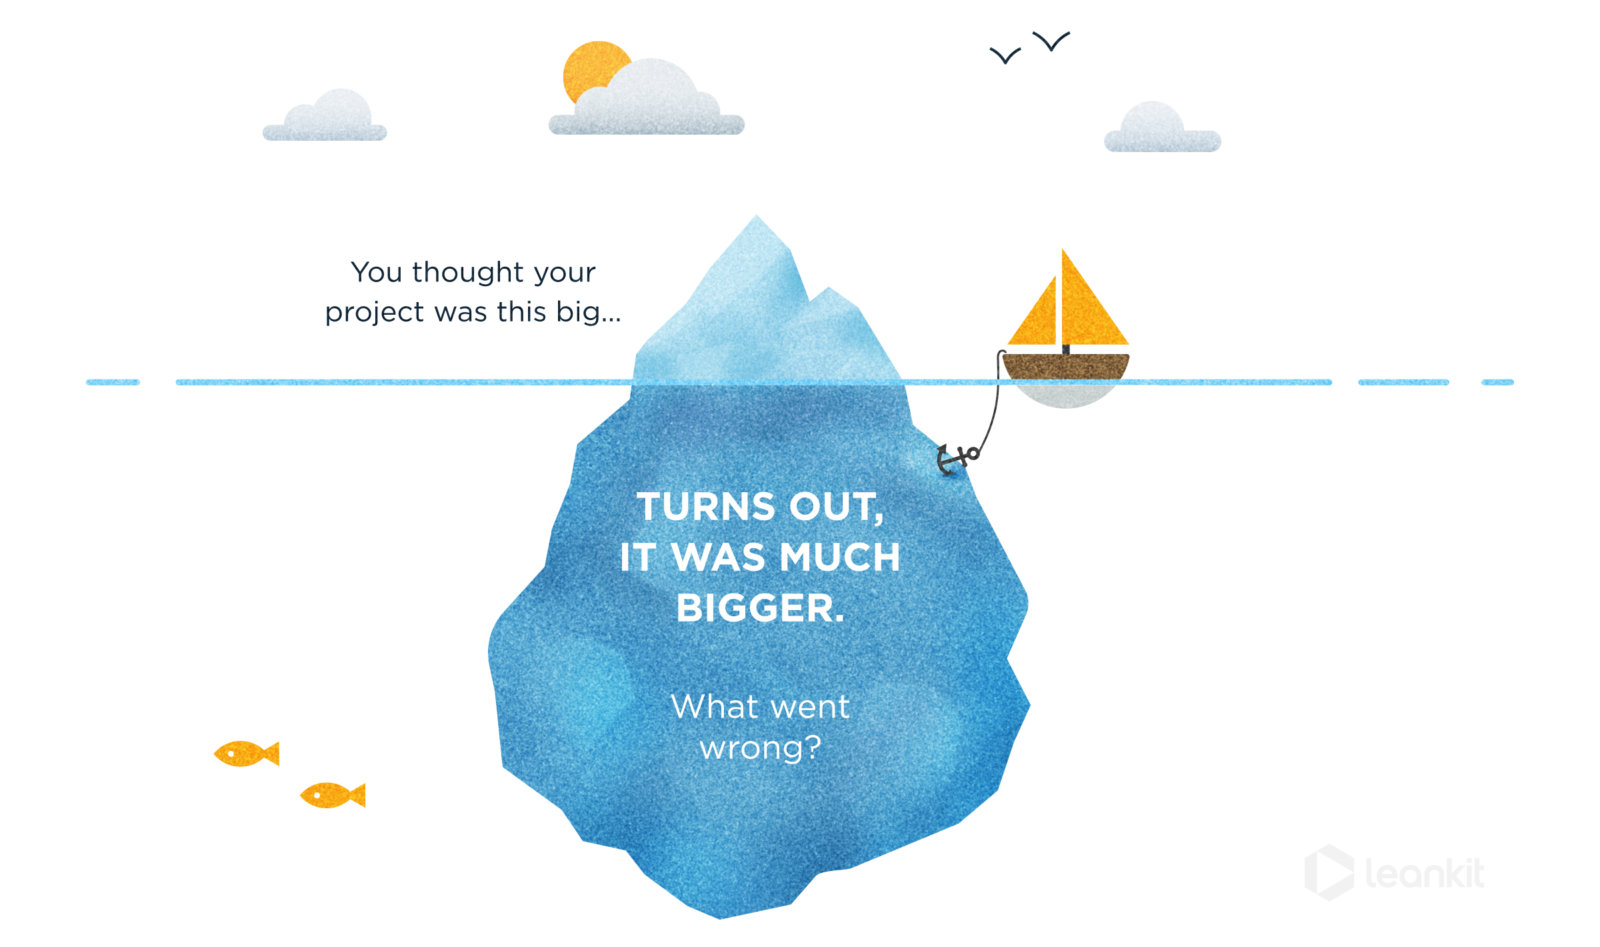 You thought your
project was this big...
TURNS OUT,
IT WAS MUCH
BIGGER.
What went
wrong?
leankit